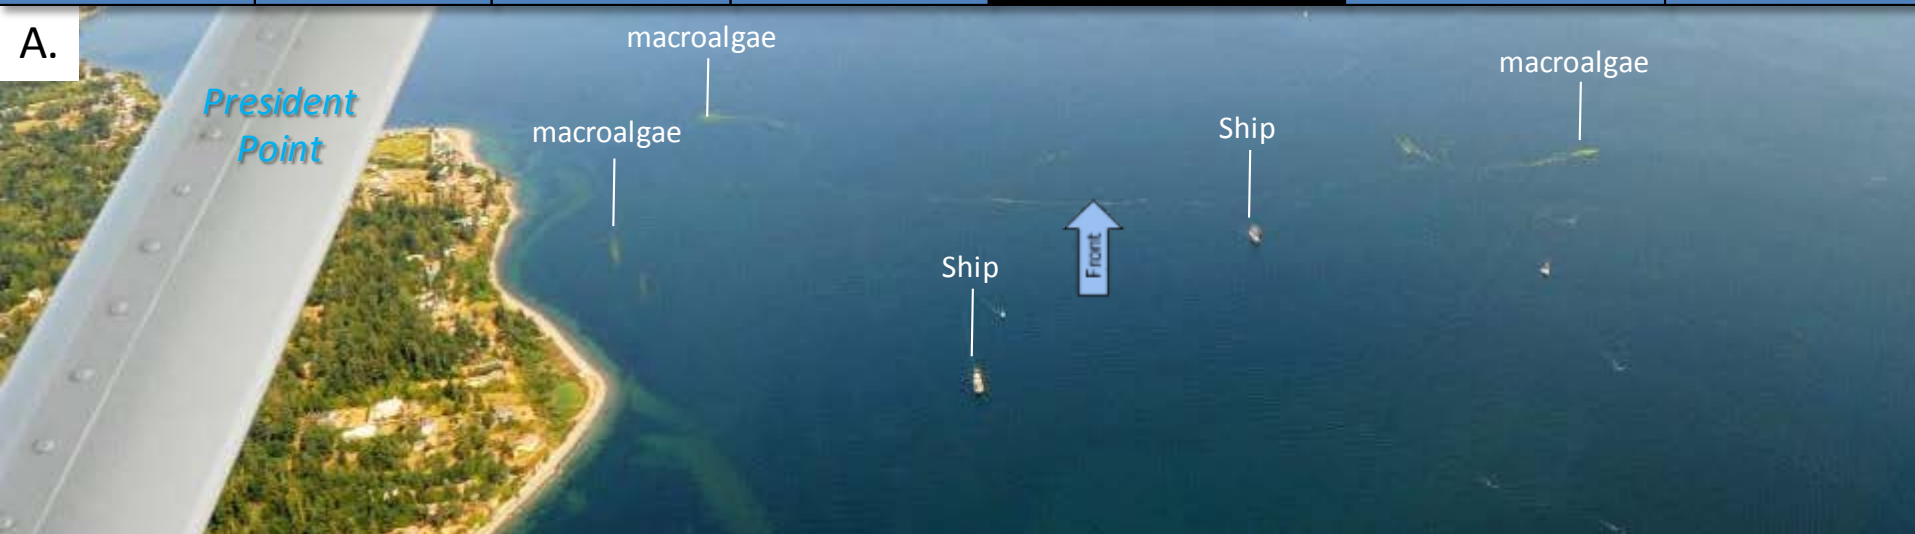 A.
President
Point
macroalgae
macroalgae
Ship
Front
Ship
macroalgae